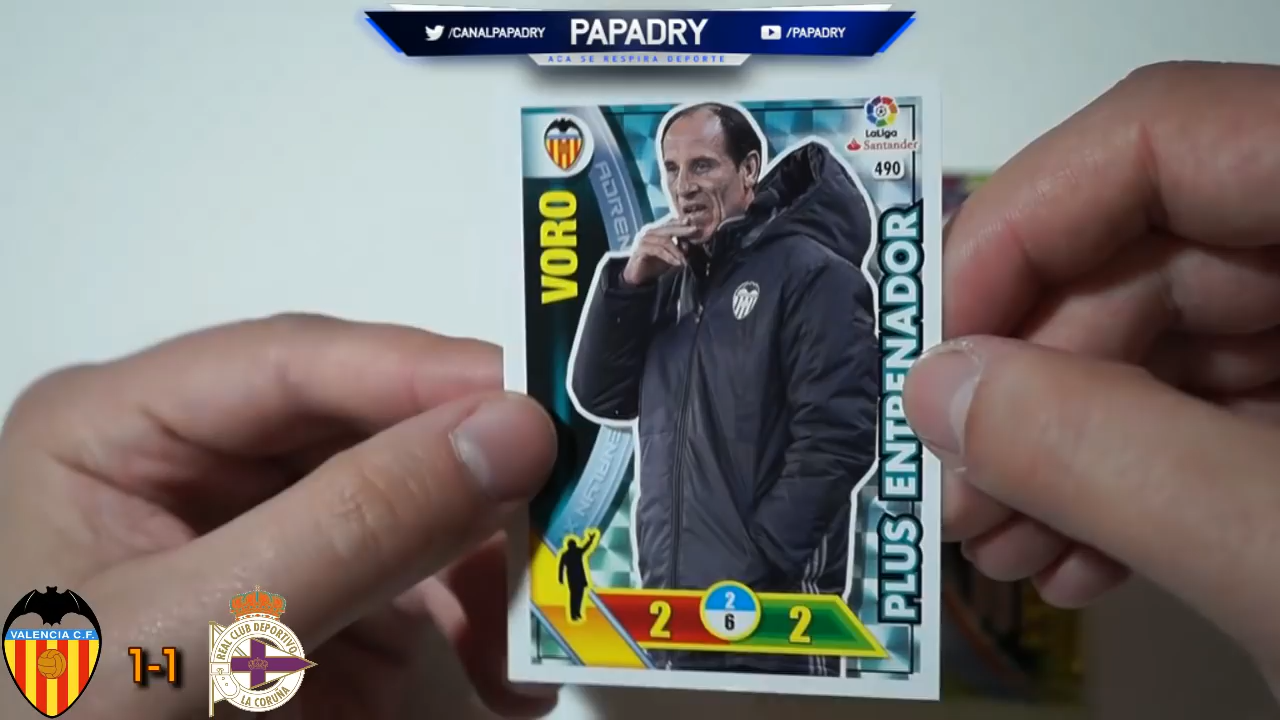 /CANALPAPADRY
PAPADRY
/PAPADRY
ACA SE RESPIRA DEPORTE
LaLiga
Santander
490
VORO
ADREN
PLUS ENTRENADOR
2
2
6
2
VALENCIA C.F.
1-1
REAL CLUB DEPORTIVO
LA CORUÑA